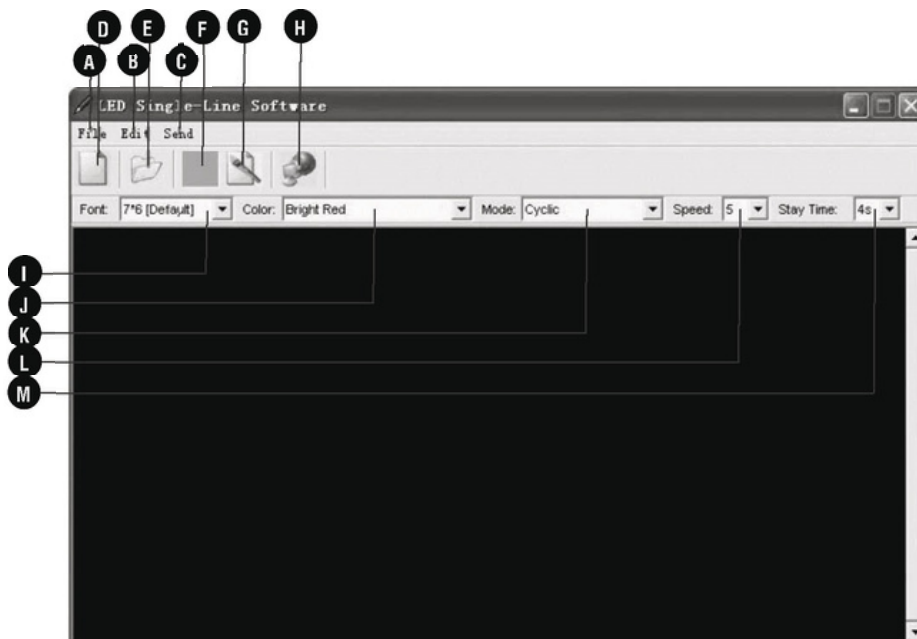 D E F G H
A B C
LED Single-Line Software
File Edit Send
Font: 7*6 [Default] Color: Bright Red Mode: Cyclic Speed: 5 Stay Time: 4s
I
J
K
L
M